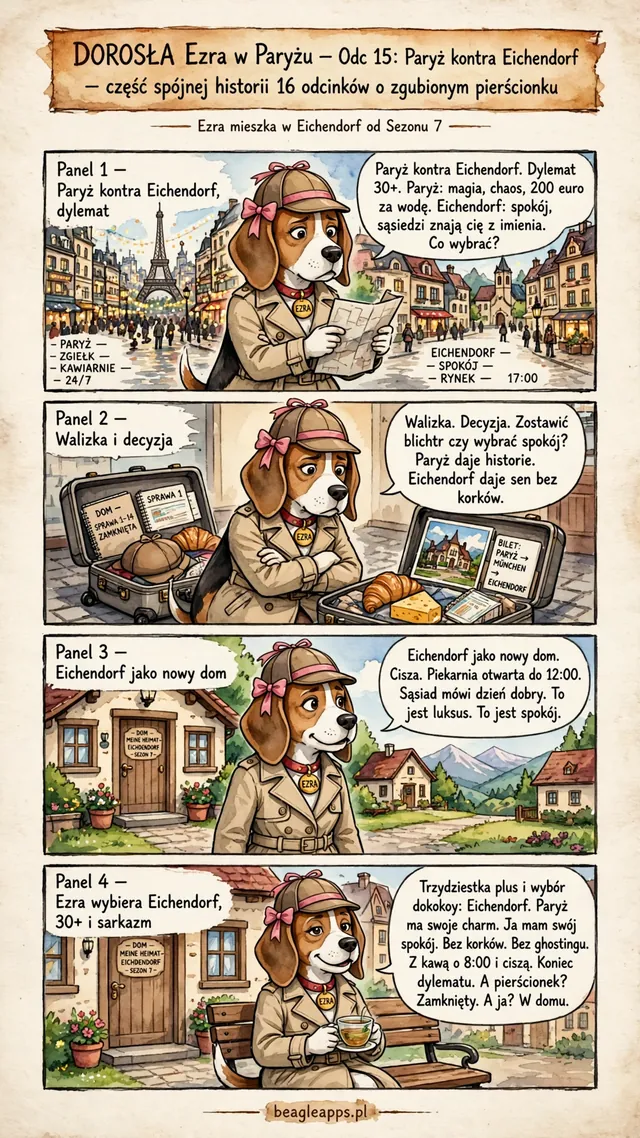 DOROSŁA Ezra w Paryżu – Odc 15: Paryż kontra Eichendorf
– część spójnej historii 16 odcinków o zgubionym pierścionku
Ezra mieszka w Eichendorf od Sezonu 7
Panel 1 –
Paryż kontra Eichendorf,
dylemat
Paryż kontra Eichendorf. Dylemat
30+. Paryż: magia, chaos, 200 euro
za wodę. Eichendorf: spokój,
sąsiedzi znają cię z imienia.
Co wybrać?
EZRA
– PARYŻ –
– ZGIEŁK –
– KAWIARNIE –
– 24/7
EICHENDORF –
– SPOKÓJ –
– RYNEK – 17:00
Panel 2 –
Walizka i decyzja
Walizka. Decyzja. Zostawić
blichtr czy wybrać spokój?
Paryż daje historie.
Eichendorf daje sen bez
korków.
DOM –
SPRAWA 1-14
ZAMKNIĘTA
SPRAWA 1
EZRA
BILET:
PARYŻ →
MÜNCHEN
→
EICHENDORF
Panel 3 –
Eichendorf jako nowy dom
Eichendorf jako nowy dom.
Cisza. Piekarnia otwarta do 12:00.
Sąsiad mówi dzień dobry. To
jest luksus. To jest spokój.
– DOM –
MEINE HEIMAT–
EICHDENDORF
– SEZON 7 –
EZRA
Panel 4 –
Ezra wybiera Eichendorf,
30+ i sarkazm
Trzydziestka plus i wybór
dokokoy: Eichendorf. Paryż
ma swoje charm. Ja mam swój
spokój. Bez korków. Bez ghostingu.
Z kawą o 8:00 i ciszą. Koniec
dylematu. A pierścionek?
Zamknięty. A ja? W domu.
– DOM –
MEINE HEIMAT–
EICHDENDORF
– SEZON 7 –
EZRA
beagleapps.pl